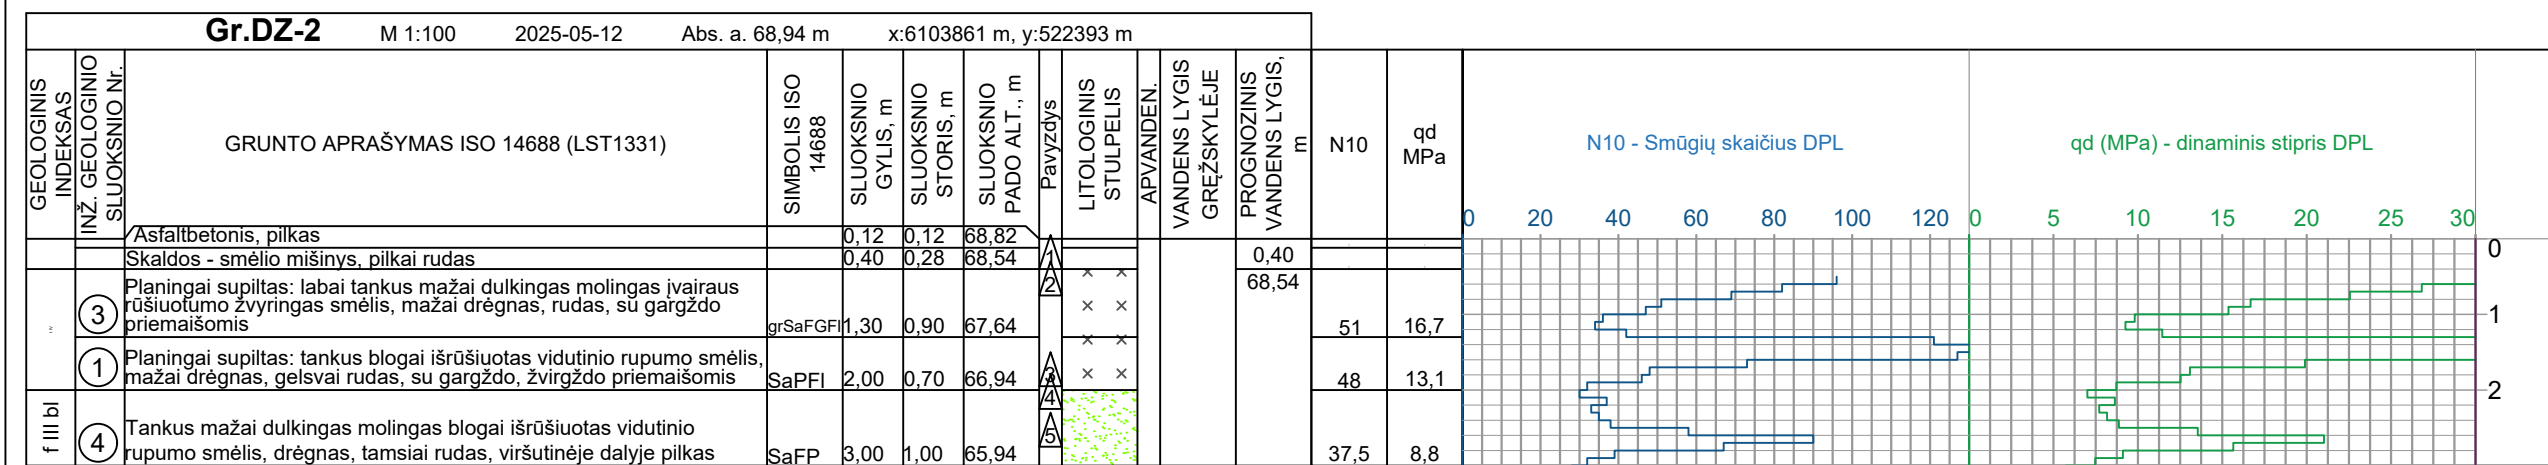 Gr.DZ-2 M 1:100 2025-05-12 Abs. a. 68,94 m x:6103861 m, y:522393 m
GEOLOGINIS
INDEKSAS
INŽ. GEOLOGINIO
SLUOKSNIO Nr.
GRUNTO APRAŠYMAS ISO 14688 (LST1331)
SIMBOLIS ISO
14688
SLUOKSNIO
GYLIS, m
SLUOKSNIO
STORIS, m
SLUOKSNIO
PADO ALT., m
Pavyzdys
LITOLOGINIS
STULPELIS
APVANDEN.
VANDENS LYGIS
GRĘŽSKYLĖJE
PROGNOZINIS
VANDENS LYGIS,
m
N10
qd
MPa
N10 - Smūgių skaičius DPL
qd (MPa) - dinaminis stipris DPL
0 20 40 60 80 100 120
0 5 10 15 20 25 30
Asfaltbetonis, pilkas 0,12 0,12 68,82
Skaldos - smėlio mišinys, pilkai rudas 0,40 0,28 68,54 1 0,40
68,54
0
3
Planingai supiltas: labai tankus mažai dulkingas molingas įvairaus
rūšiuotumo žvyringas smėlis, mažai drėgnas, rudas, su gargždo
priemaišomis
grSaFGFl 1,30 0,90 67,64 2 51 16,7
1
1
Planingai supiltas: tankus blogai išrūšiuotas vidutinio rupumo smėlis,
mažai drėgnas, gelsvai rudas, su gargždo, žvirgždo priemaišomis
SaPFl 2,00 0,70 66,94 3 48 13,1
2
f III bl
4
Tankus mažai dulkingas molingas blogai išrūšiuotas vidutinio
rupumo smėlis, drėgnas, tamsiai rudas, viršutinėje dalyje pilkas
SaFP 3,00 1,00 65,94 4 5 37,5 8,8